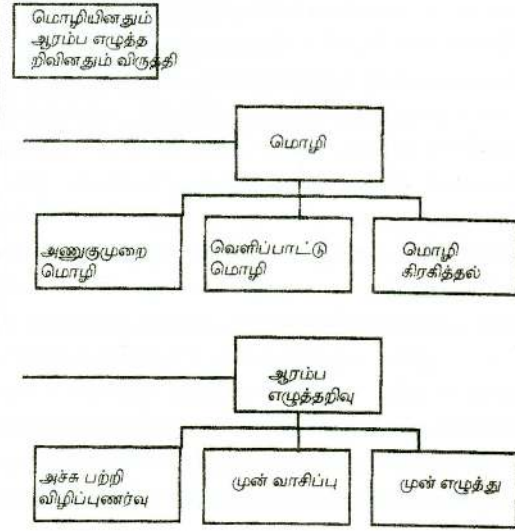 மொழியினதும்
ஆரம்ப எழுத்த
றிவினதும் விருத்தி
மொழி
அணுகுமுறை
மொழி
வெளிப்பாட்டு
மொழி
மொழி
கிரகித்தல்
ஆரம்ப
எழுத்தறிவு
அச்சு பற்றி
விழிப்புணர்வு
முன் வாசிப்பு
முன் எழுத்து